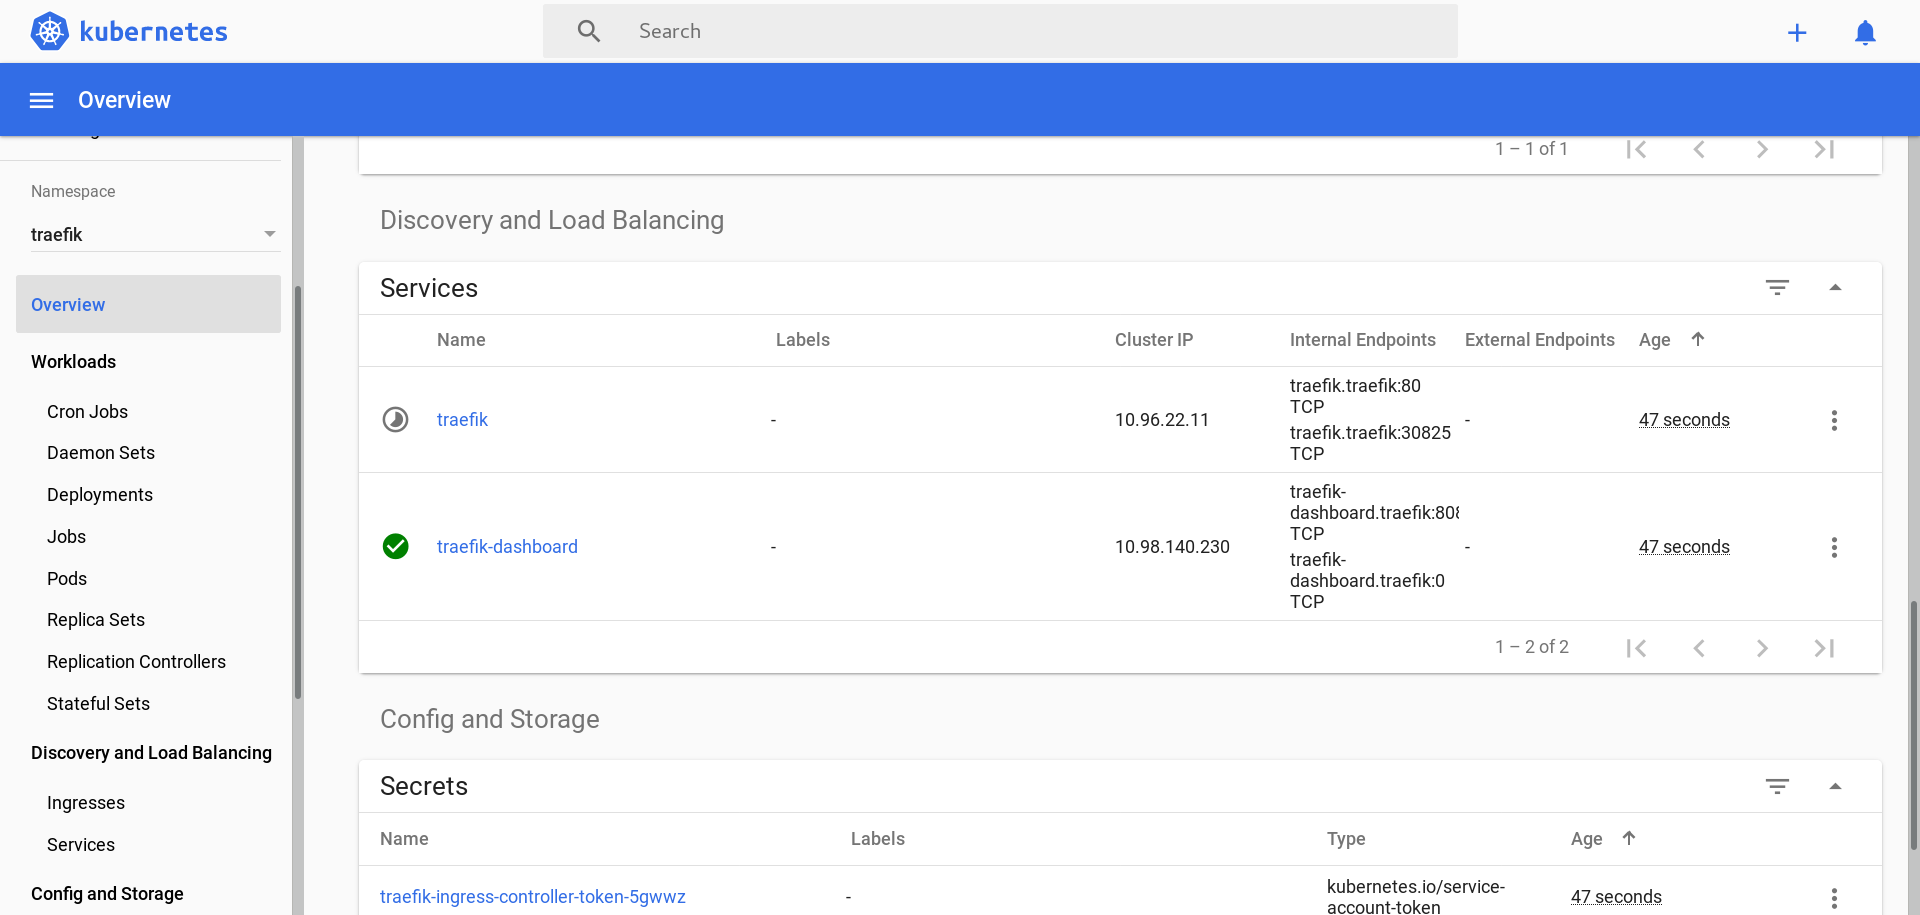 kubernetes
Search
Overview
1 – 1 of 1
Namespace
traefik
Overview
Workloads
Cron Jobs
Daemon Sets
Deployments
Jobs
Pods
Replica Sets
Replication Controllers
Stateful Sets
Discovery and Load Balancing
Ingresses
Services
Config and Storage
Discovery and Load Balancing
Services
Name Labels Cluster IP Internal Endpoints External Endpoints Age
traefik - 10.96.22.11 traefik.traefik:80 - 47 seconds
TCP
traefik.traefik:30825
TCP
traefik-dashboard - 10.98.140.230 traefik- - 47 seconds
dashboard.traefik:808
TCP
traefik-
dashboard.traefik:0
TCP
1 – 2 of 2
Config and Storage
Secrets
Name Labels Type Age
traefik-ingress-controller-token-5gwwz - kubernetes.io/service- 47 seconds
account-token